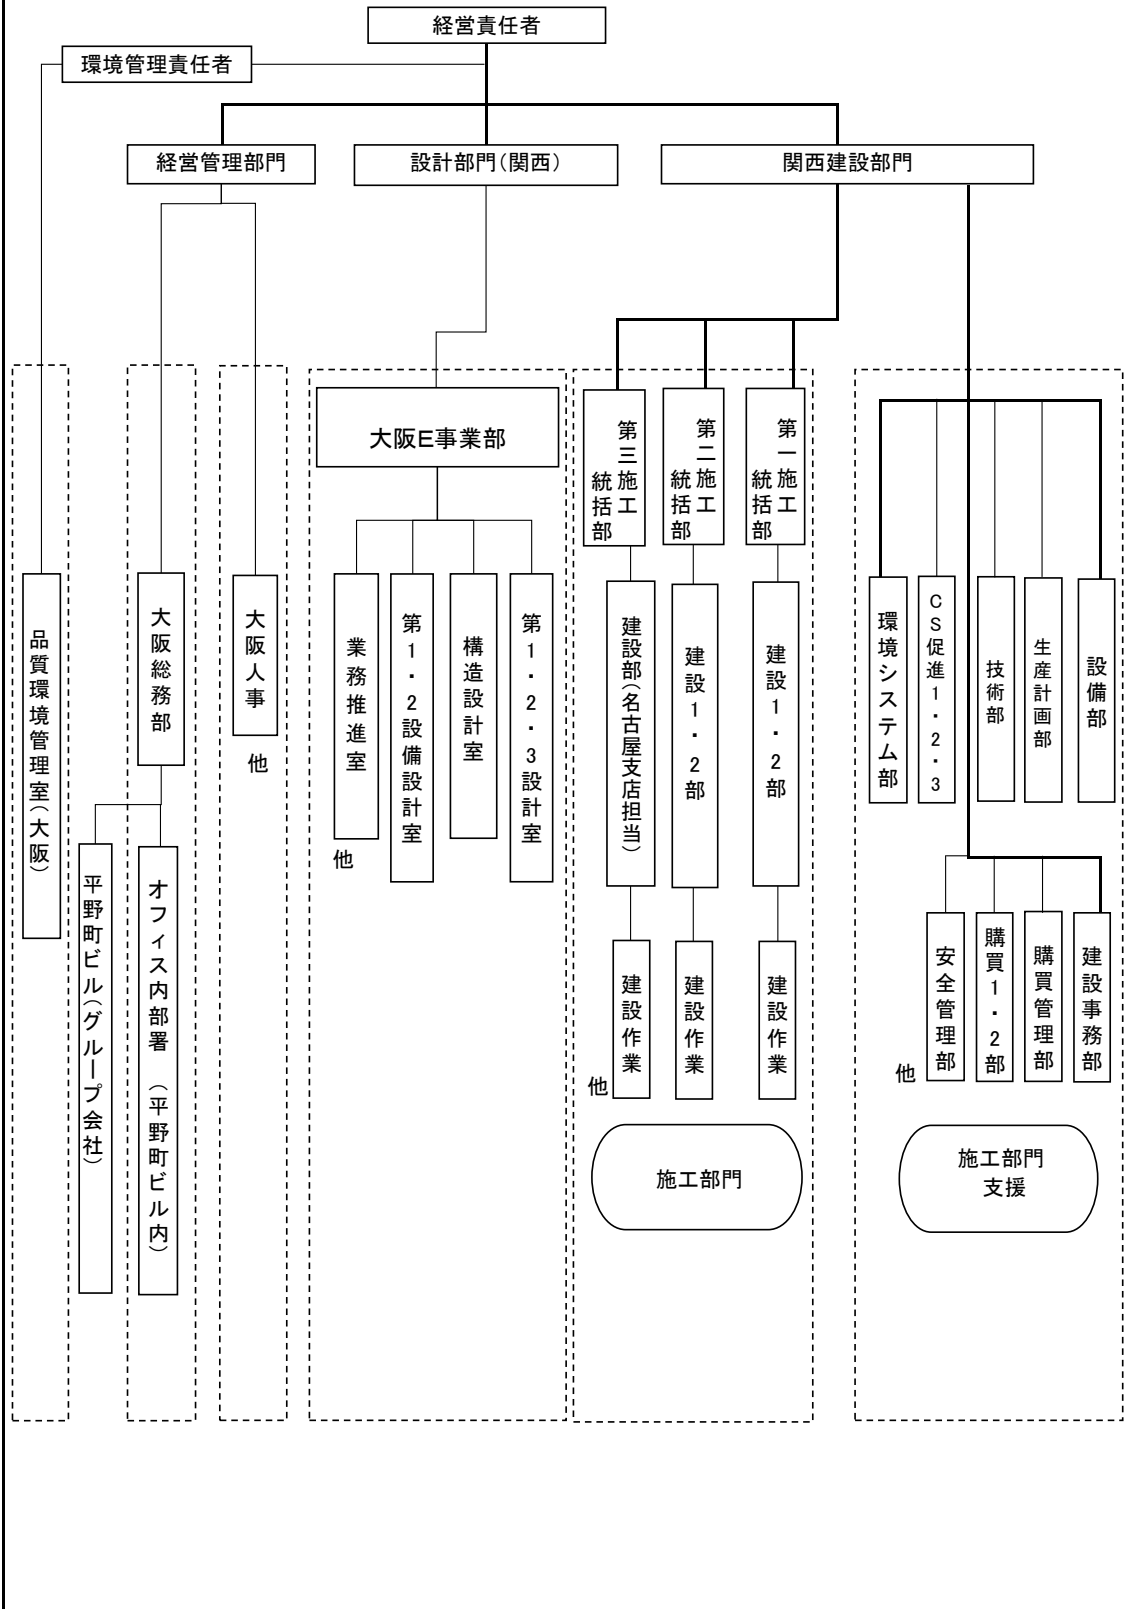 経営責任者
環境管理責任者
経営管理部門
設計部門(関西)
関西建設部門
大阪E事業部
第三施工
統括部
第二施工
統括部
第一施工
統括部
品質環境管理室(大阪)
大阪総務部
大阪人事
他
業務推進室
他
第1・2設備設計室
構造設計室
第1・2・3設計室
建設部(名古屋支店担当)
建設1・2部
建設1・2部
環境システム部
CS促進1・2・3
技術部
生産計画部
設備部
平野町ビル(グループ会社)
オフィス内部署 (平野町ビル内)
建設作業
他
建設作業
建設作業
安全管理部
他
購買1・2部
購買管理部
建設事務部
施工部門
施工部門
支援